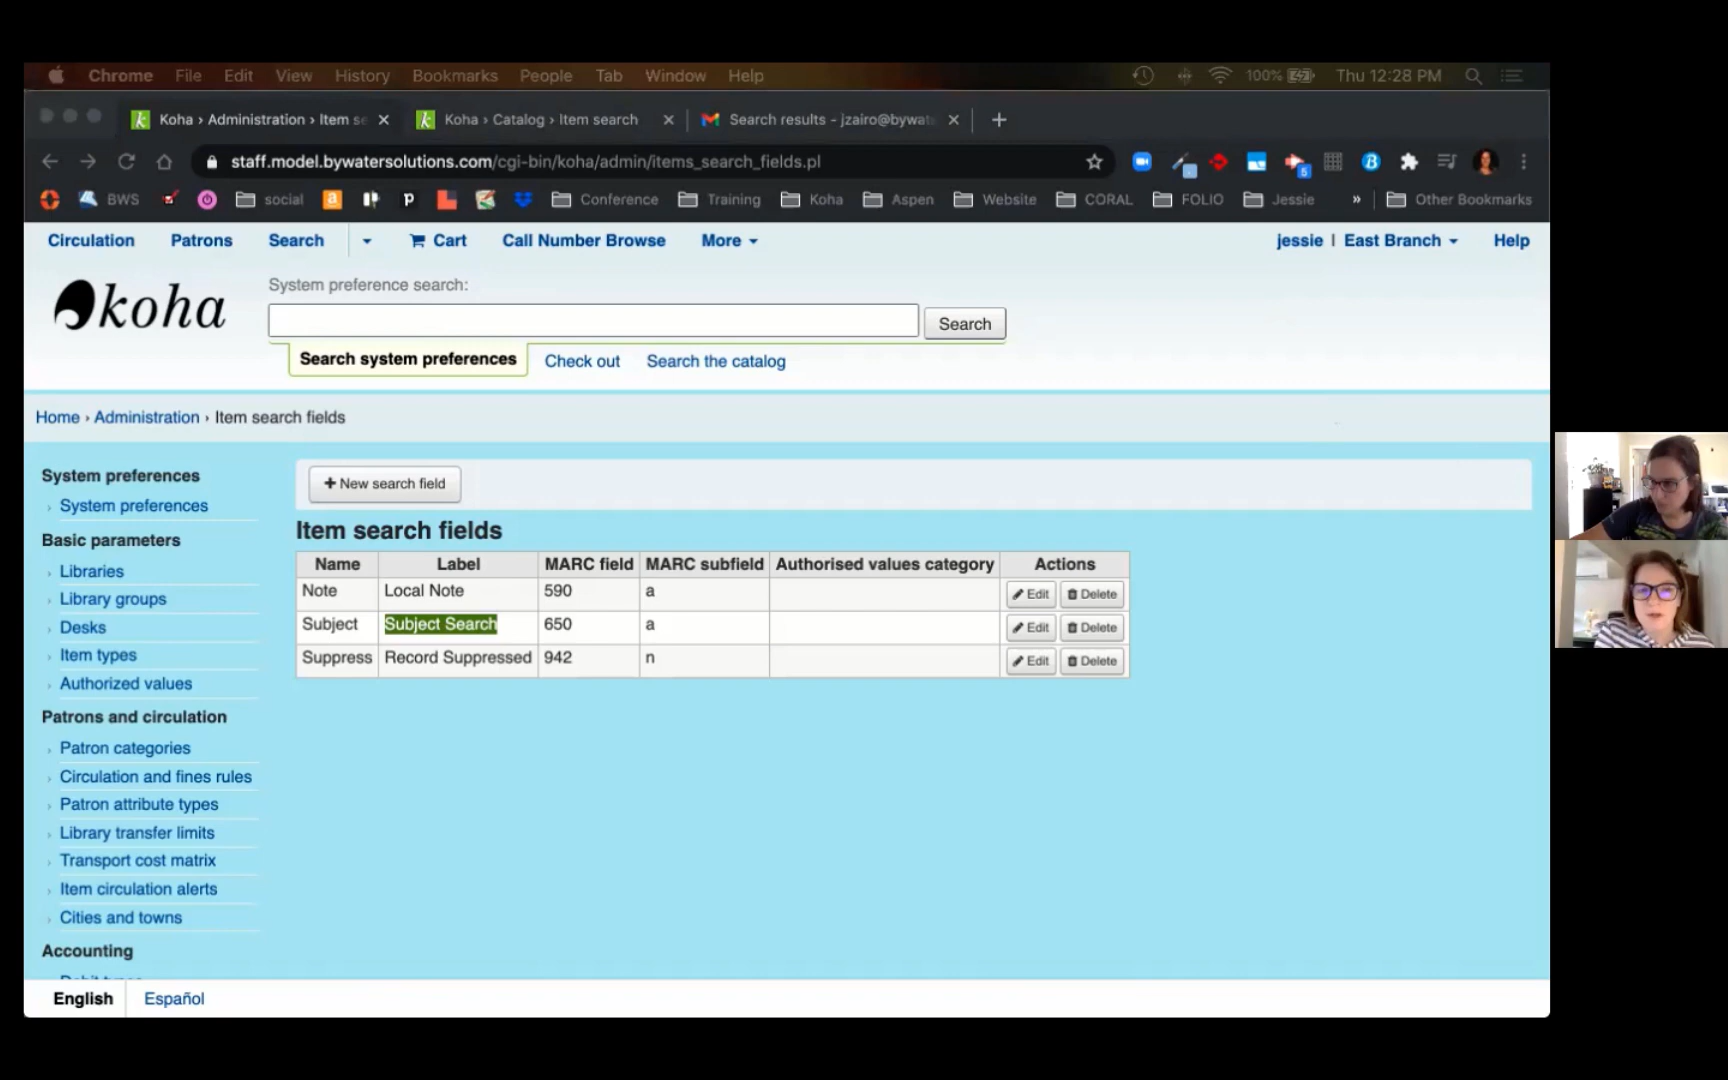 Chrome File Edit View History Bookmarks People Tab Window Help 100% Thu 12:28 PM
Koha › Administration › Item se Koha › Catalog › Item search Search results - jzairo@bywat
staff.model.bywatersolutions.com/cgi-bin/koha/admin/items_search_fields.pl
BWS social Conference Training Koha Aspen Website CORAL FOLIO Jessie » Other Bookmarks
Circulation Patrons Search Cart Call Number Browse More jessie | East Branch Help
koha
System preference search:
Search
Search system preferences Check out Search the catalog
Home › Administration › Item search fields
System preferences
System preferences
Basic parameters
Libraries
Library groups
Desks
Item types
Authorized values
Patrons and circulation
Patron categories
Circulation and fines rules
Patron attribute types
Library transfer limits
Transport cost matrix
Item circulation alerts
Cities and towns
Accounting
+ New search field
Item search fields
Name Label MARC field MARC subfield Authorised values category Actions
Note Local Note 590 a Edit Delete
Subject Subject Search 650 a Edit Delete
Suppress Record Suppressed 942 n Edit Delete
English Español